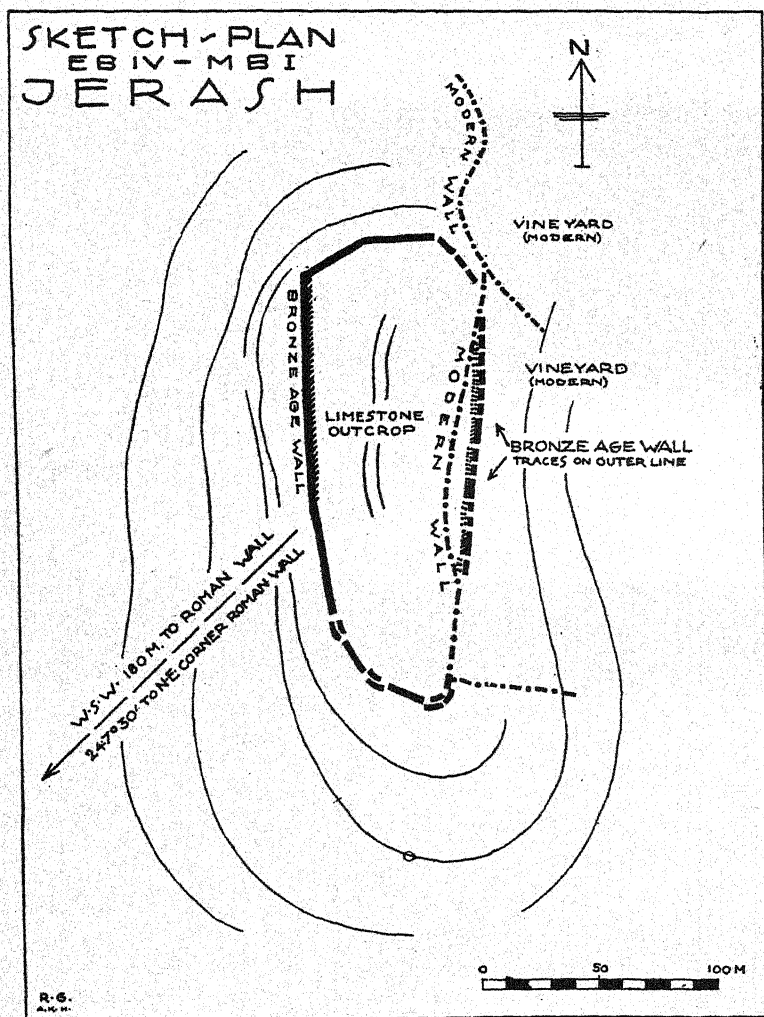 SKETCH-PLAN
EB IV-MB I
JERASH
N
MODERN WALL
VINEYARD
(MODERN)
BRONZE AGE WALL
MODERN WALL
VINEYARD
(MODERN)
LIMESTONE
OUTCROP
BRONZE AGE WALL
TRACES ON OUTER LINE
W·S·W· 180 M. TO ROMAN WALL
247°30' TO N·E· CORNER ROMAN WALL
0 50 100 M
R·G.
A.K.H.